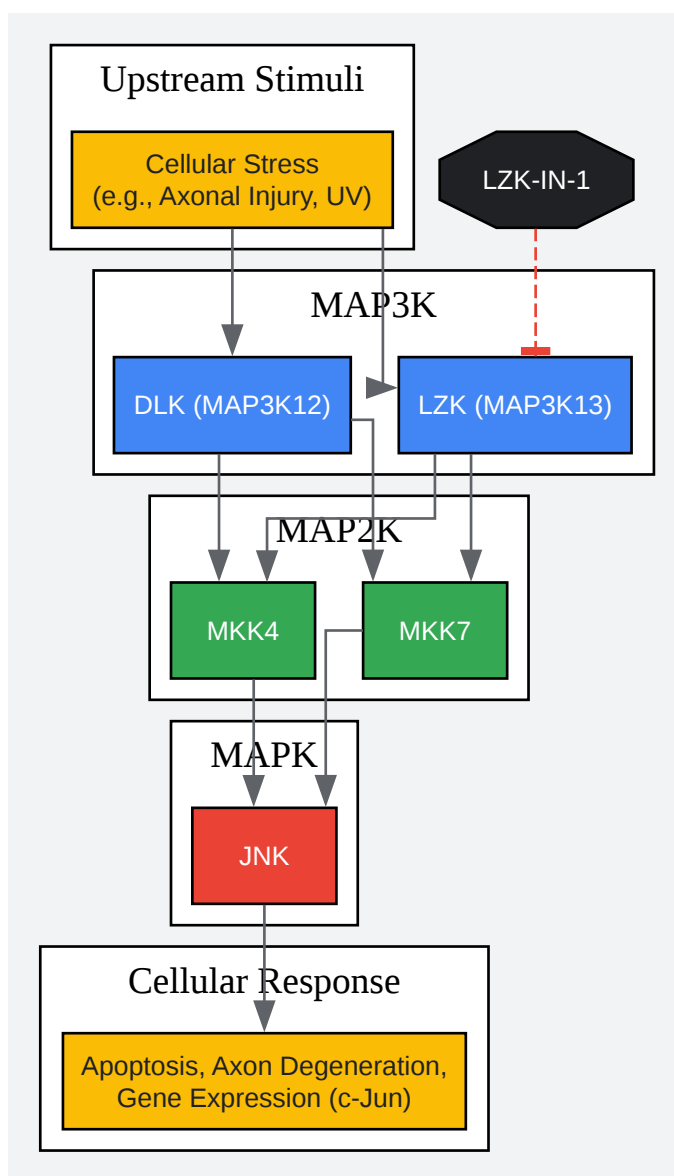 Upstream Stimuli
Cellular Stress
(e.g., Axonal Injury, UV)
LZK-IN-1
MAP3K
DLK (MAP3K12)
LZK (MAP3K13)
MAP2K
MKK4
MKK7
MAPK
JNK
Cellular Response
Apoptosis, Axon Degeneration,
Gene Expression (c-Jun)